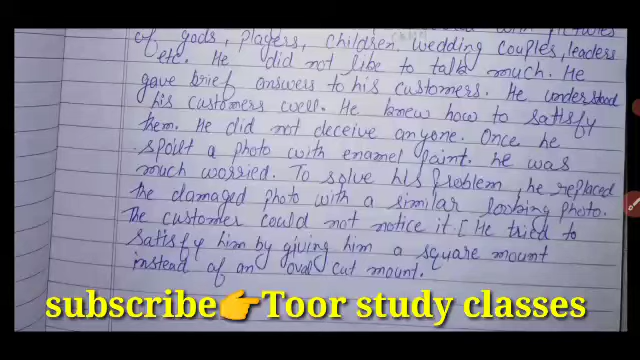 with pictures
of gods, players, children, wedding couples, leaders
etc. He did not like to talk much. He
gave brief answers to his customers. He understood
his customers well. He knew how to satisfy
them. He did not deceive anyone. Once he
spoilt a photo with enamel paint. he was
much worried. To solve his problem, he replaced
the damaged photo with a similar looking photo.
The customer could not notice it. [ He tried to
satisfy him by giving him a square mount
instead of an oval cut mount.
subscribe👉Toor study classes